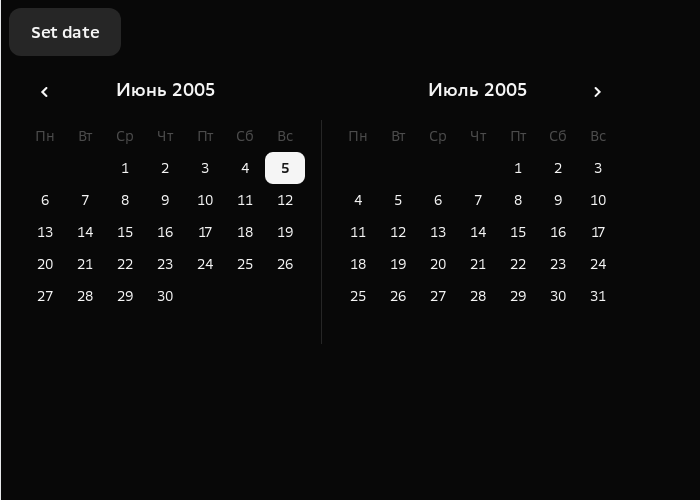 Set date
Июнь 2005
Пн Вт Ср Чт Пт Сб Вс
1 2 3 4 5
6 7 8 9 10 11 12
13 14 15 16 17 18 19
20 21 22 23 24 25 26
27 28 29 30
Июль 2005
Пн Вт Ср Чт Пт Сб Вс
1 2 3
4 5 6 7 8 9 10
11 12 13 14 15 16 17
18 19 20 21 22 23 24
25 26 27 28 29 30 31